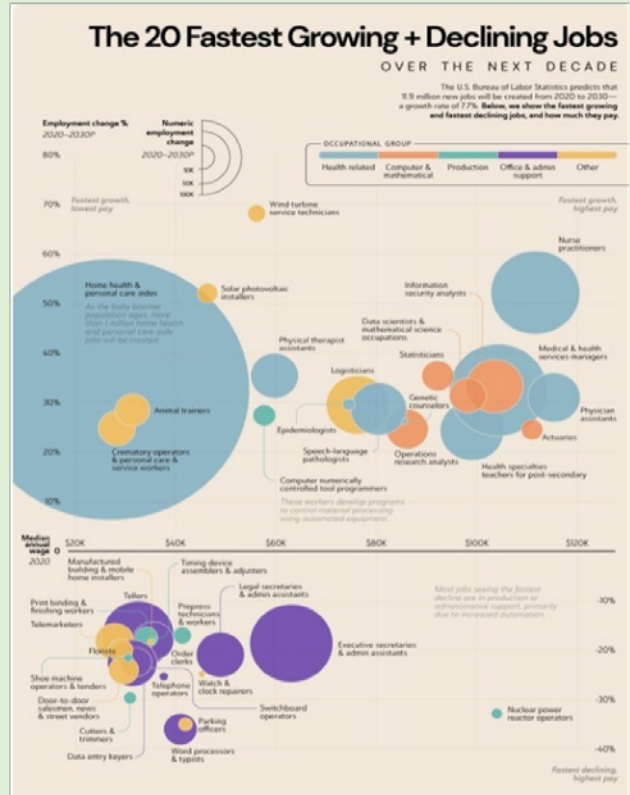 The 20 Fastest Growing + Declining Jobs
OVER THE NEXT DECADE
The U.S. Bureau of Labor Statistics predicts that
11.9 million new jobs will be created from 2020 to 2030—
a growth rate of 7.7%. Below, we show the fastest growing
and fastest declining jobs, and how much they pay.
Employment change %
2020–2030P
Numeric
employment
change
2020–2030P
10K
50K
100K
OCCUPATIONAL GROUP
Health related
Computer &
mathematical
Production
Office & admin
support
Other
80%
70%
60%
50%
40%
30%
20%
10%
Fastest growth,
lowest pay
Fastest growth,
highest pay
Wind turbine
service technicians
Nurse
practitioners
Home health &
personal care aides
As the baby boomer
population ages, more
than 1 million home health
and personal care aide
jobs will be created
Solar photovoltaic
installers
Information
security analysts
Data scientists &
mathematical science
occupations
Physical therapist
assistants
Statisticians
Medical & health
services managers
Logisticians
Genetic
counselors
Animal trainers
Epidemiologists
Physician
assistants
Actuaries
Crematory operators
& personal care &
service workers
Speech-language
pathologists
Operations
research analysts
Health specialties
teachers for post-secondary
Computer numerically
controlled tool programmers
These workers develop programs
to control material processing
using automated equipment
Median
annual
wage 0
2020
$20K
$40K
$60K
$80K
$100K
$120K
Manufactured
building & mobile
home installers
Timing device
assemblers & adjusters
Legal secretaries
& admin assistants
Most jobs seeing the fastest
decline are in production or
administrative support, primarily
due to increased automation
-10%
-20%
-30%
-40%
Print binding &
finishing workers
Tellers
Prepress
technicians
& workers
Telemarketers
Executive secretaries
& admin assistants
Florists
Order
clerks
Shoe machine
operators & tenders
Telephone
operators
Watch &
clock repairers
Door-to-door
salesmen, news
& street vendors
Switchboard
operators
Nuclear power
reactor operators
Parking
officers
Cutters &
trimmers
Data entry keyers
Word processors
& typists
Fastest declining,
highest pay